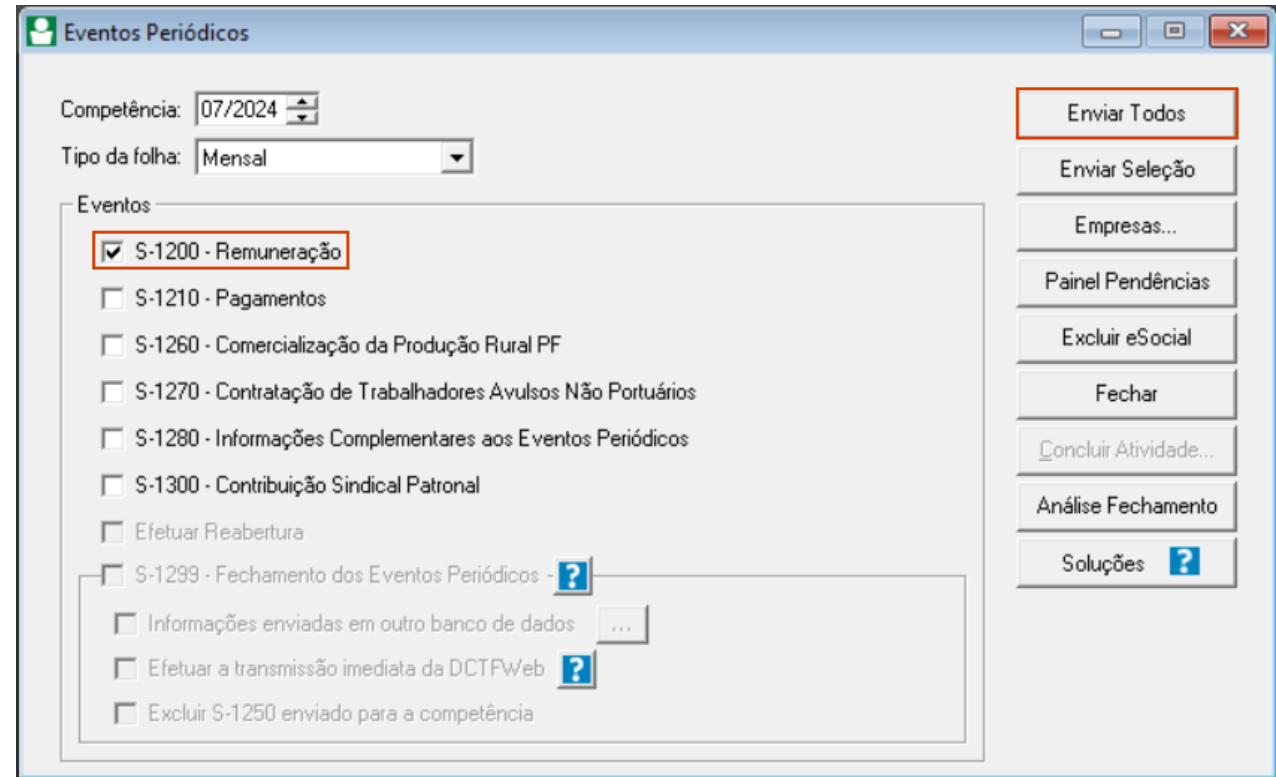 Eventos Periódicos
Competência: 07/2024
Tipo da folha: Mensal
Eventos
S-1200 - Remuneração
S-1210 - Pagamentos
S-1260 - Comercialização da Produção Rural PF
S-1270 - Contratação de Trabalhadores Avulsos Não Portuários
S-1280 - Informações Complementares aos Eventos Periódicos
S-1300 - Contribuição Sindical Patronal
Efetuar Reabertura
S-1299 - Fechamento dos Eventos Periódicos - ?
Informações enviadas em outro banco de dados ...
Efetuar a transmissão imediata da DCTFWeb ?
Excluir S-1250 enviado para a competência
Enviar Todos
Enviar Seleção
Empresas...
Painel Pendências
Excluir eSocial
Fechar
Concluir Atividade...
Análise Fechamento
Soluções ?